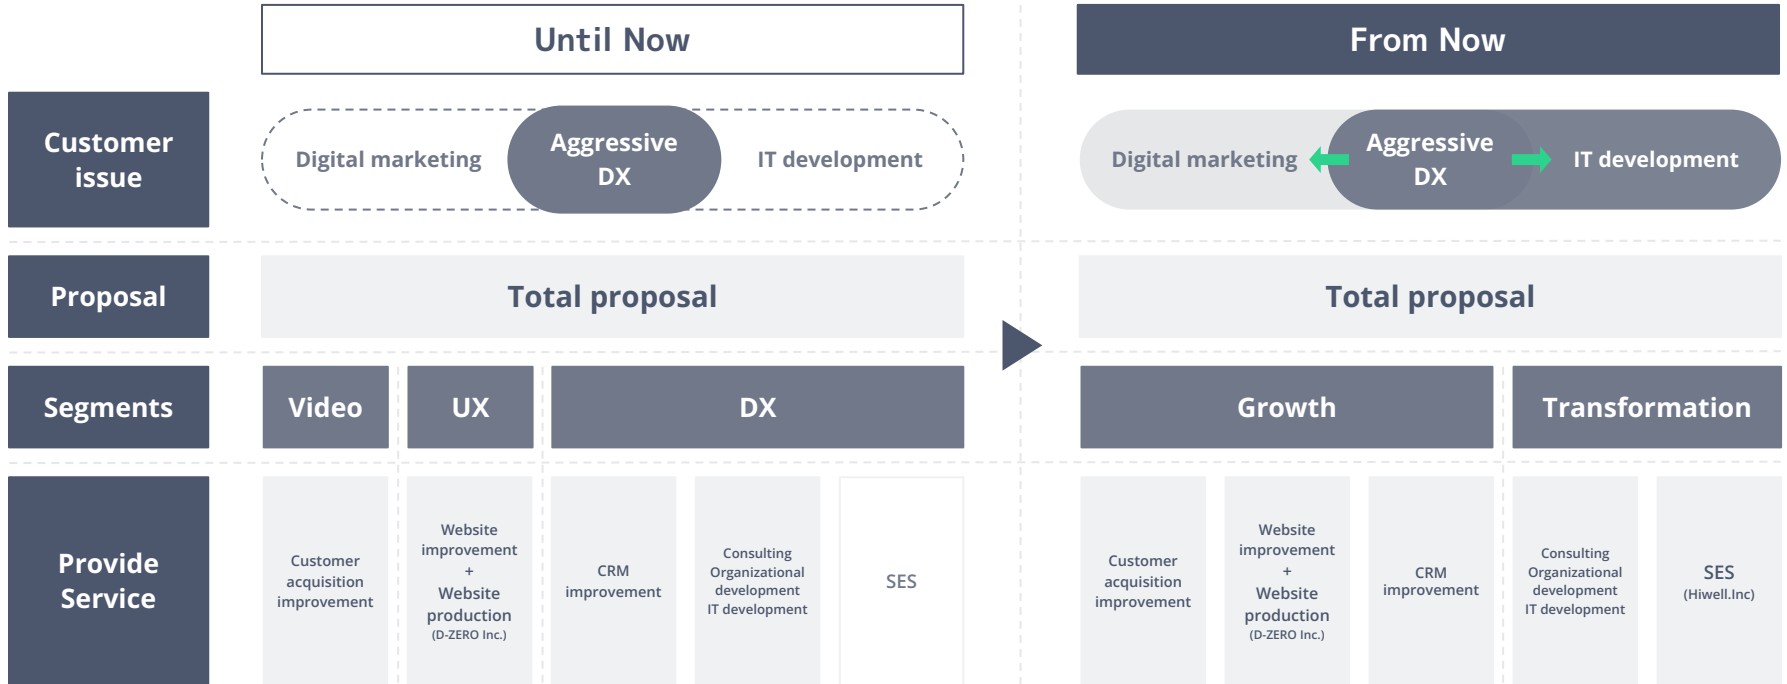 Until Now
From Now
Customer
issue
Digital marketing
Aggressive
DX
IT development
Digital marketing
Aggressive
DX
IT development
Proposal
Total proposal
Total proposal
Segments
Video
UX
DX
Growth
Transformation
Provide
Service
Customer
acquisition
improvement
Website
improvement
+
Website
production
(D-ZERO Inc.)
CRM
improvement
Consulting
Organizational
development
IT development
SES
Customer
acquisition
improvement
Website
improvement
+
Website
production
(D-ZERO Inc.)
CRM
improvement
Consulting
Organizational
development
IT development
SES
(Hiwell.Inc)